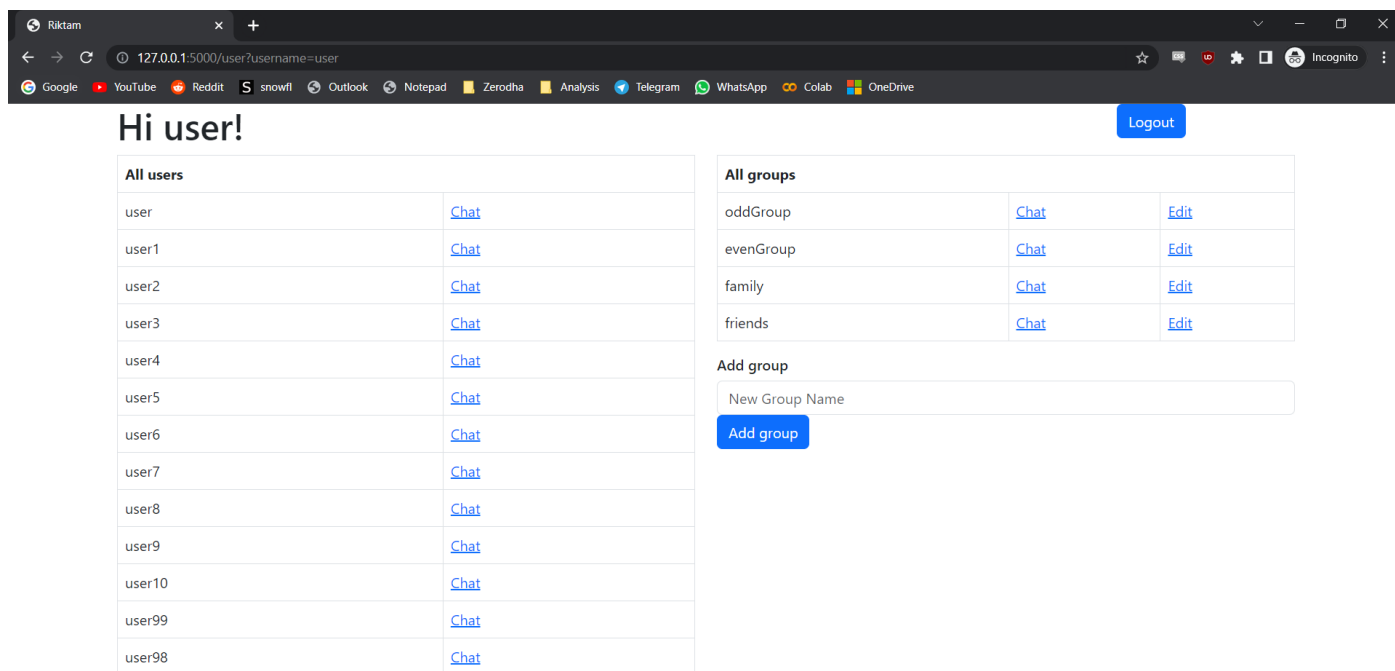 Riktam
127.0.0.1:5000/user?username=user
Incognito
Google YouTube Reddit S snowfl Outlook Notepad Zerodha Analysis Telegram WhatsApp Colab OneDrive
Hi user!
Logout
All users
user Chat
user1 Chat
user2 Chat
user3 Chat
user4 Chat
user5 Chat
user6 Chat
user7 Chat
user8 Chat
user9 Chat
user10 Chat
user99 Chat
user98 Chat
All groups
oddGroup Chat Edit
evenGroup Chat Edit
family Chat Edit
friends Chat Edit
Add group
New Group Name
Add group